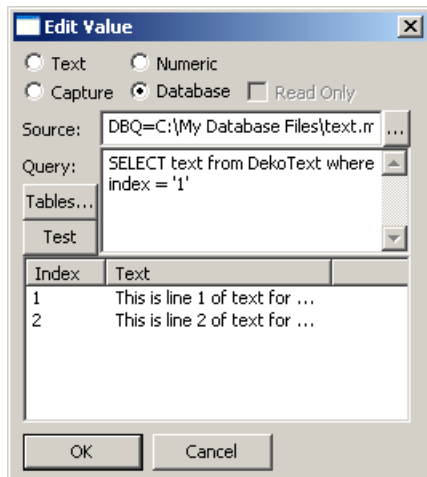 Edit Value
Text Numeric
Capture Database Read Only
Source: DBQ=C:\My Database Files\text.m ...
Query: SELECT text from DekoText where
index = '1'
Tables...
Test
Index Text
1 This is line 1 of text for ...
2 This is line 2 of text for ...
OK Cancel